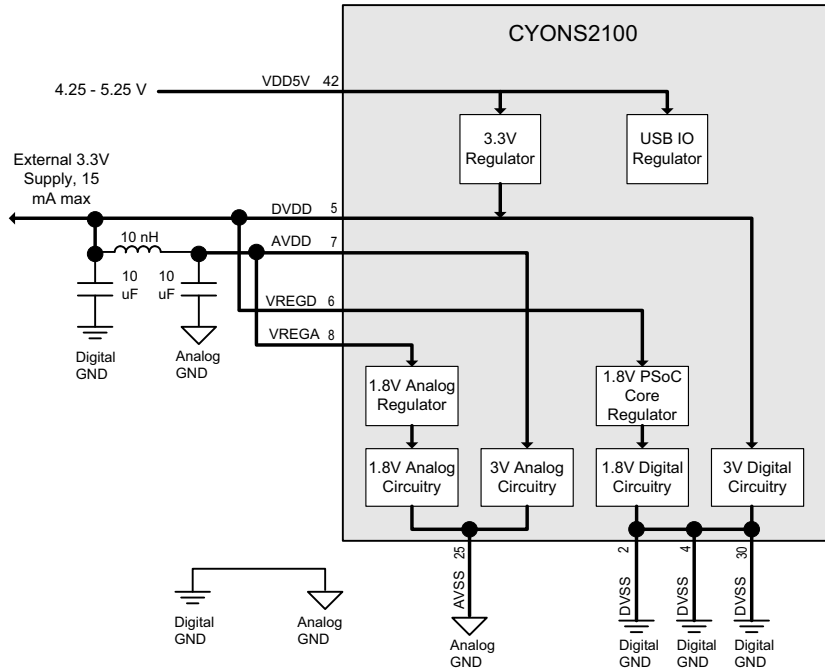 CYONS2100
4.25 - 5.25 V
VDD5V 42
3.3V
Regulator
USB IO
Regulator
External 3.3V
Supply, 15
mA max
DVDD 5
10 nH
AVDD 7
10
uF
10
uF
VREGD 6
VREGA 8
Digital
GND
Analog
GND
1.8V Analog
Regulator
1.8V PSoC
Core
Regulator
1.8V Analog
Circuitry
3V Analog
Circuitry
1.8V Digital
Circuitry
3V Digital
Circuitry
AVSS 25
DVSS 2
DVSS 4
DVSS 30
Digital
GND
Analog
GND
Analog
GND
Digital
GND
Digital
GND
Digital
GND